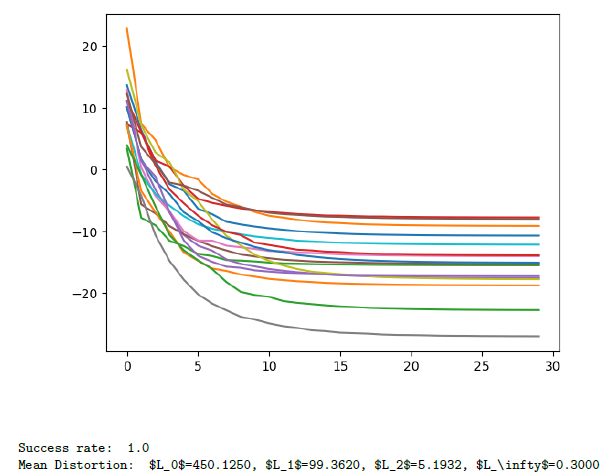 20
10
0
−10
−20
0 5 10 15 20 25 30
Success rate:  1.0
Mean Distortion:  $L_0$=450.1250, $L_1$=99.3620, $L_2$=5.1932, $L_\infty$=0.3000